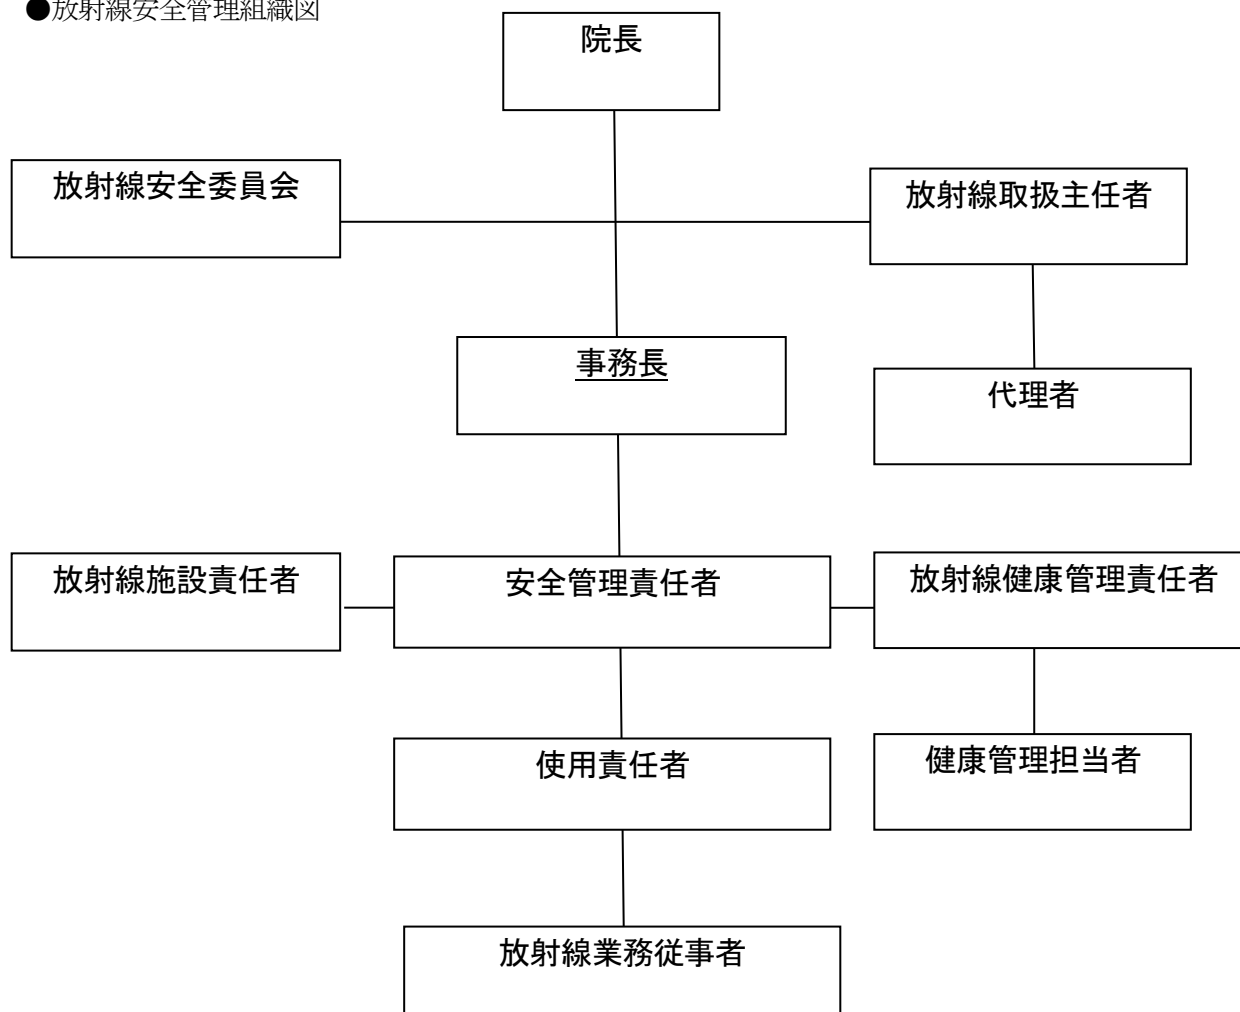 ●放射線安全管理組織図
院長
放射線安全委員会
放射線取扱主任者
事務長
代理者
放射線施設責任者
安全管理責任者
放射線健康管理責任者
使用責任者
健康管理担当者
放射線業務従事者